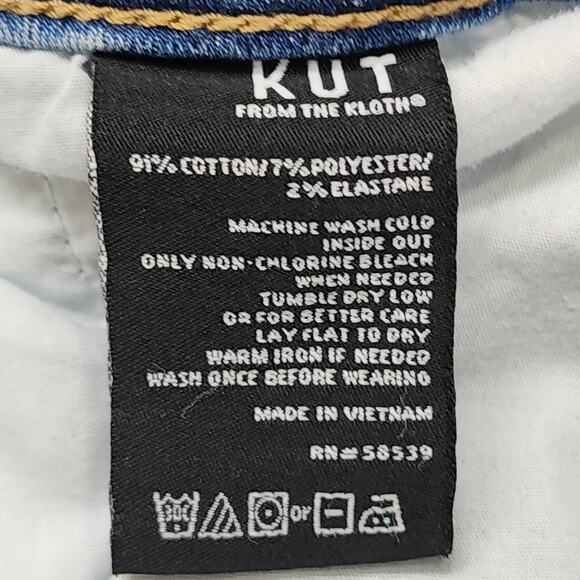 KUT
FROM THE KLOTH®
91% COTTON/7% POLYESTER/
2% ELASTANE
MACHINE WASH COLD
INSIDE OUT
ONLY NON-CHLORINE BLEACH
WHEN NEEDED
TUMBLE DRY LOW
OR FOR BETTER CARE
LAY FLAT TO DRY
WARM IRON IF NEEDED
WASH ONCE BEFORE WEARING
MADE IN VIETNAM
RN#58539
30C or